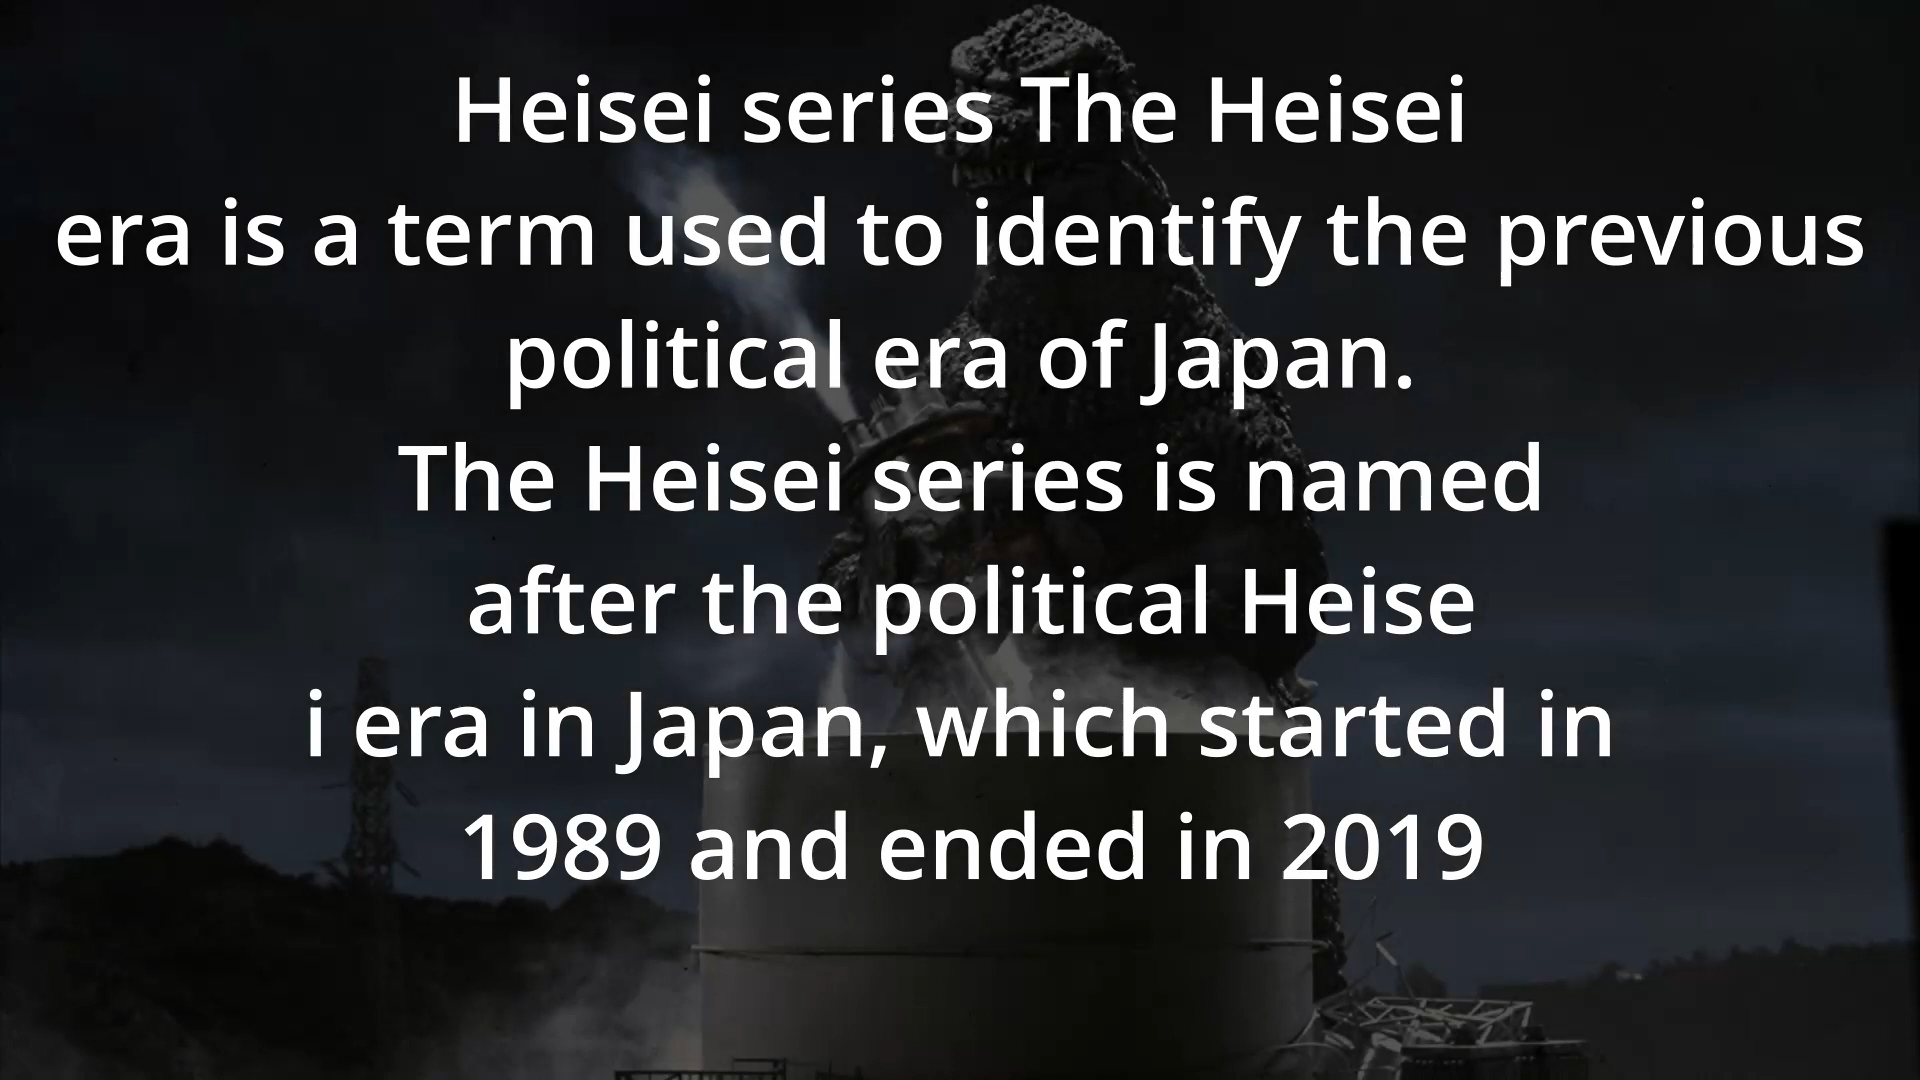 Heisei series The Heisei
era is a term used to identify the previous
political era of Japan.
The Heisei series is named
after the political Heise
i era in Japan, which started in
1989 and ended in 2019